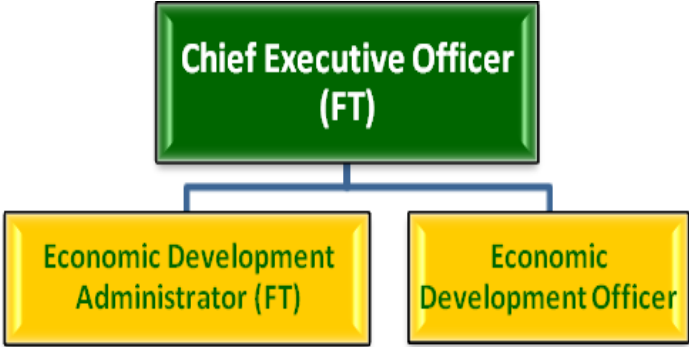 Chief Executive Officer
(FT)
Economic Development
Administrator (FT)
Economic
Development Officer